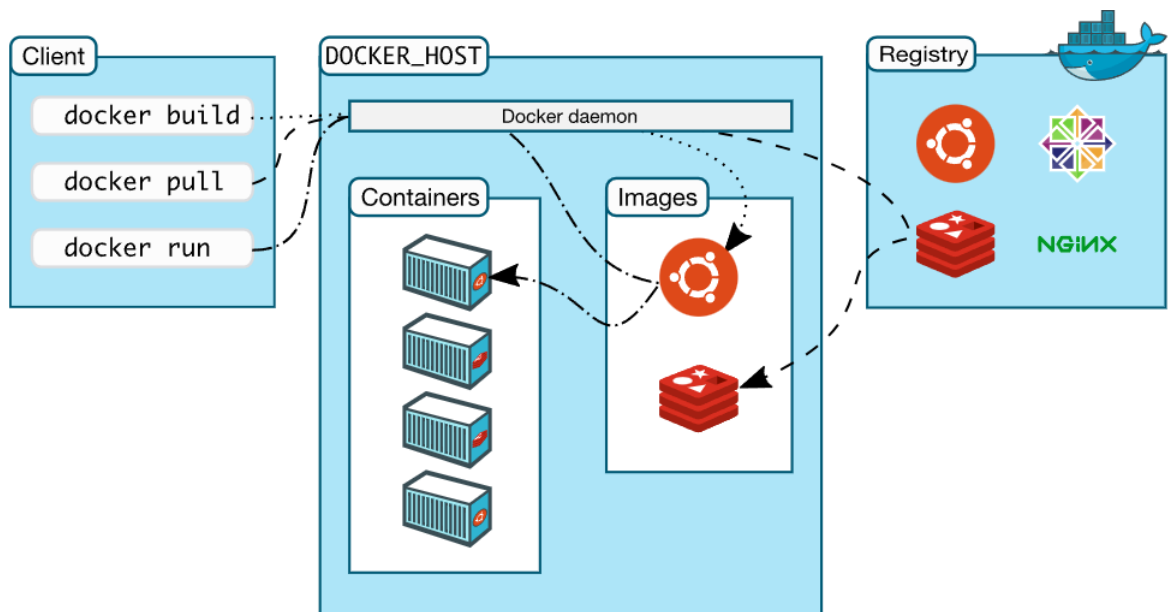 Client
docker build
docker pull
docker run
DOCKER_HOST
Docker daemon
Containers
Images
Registry
NGINX